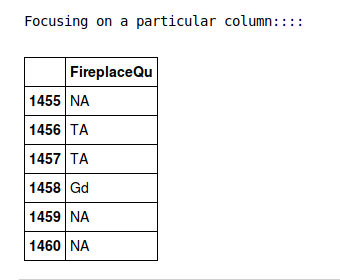 Focusing on a particular column::::
FireplaceQu
1455 NA
1456 TA
1457 TA
1458 Gd
1459 NA
1460 NA